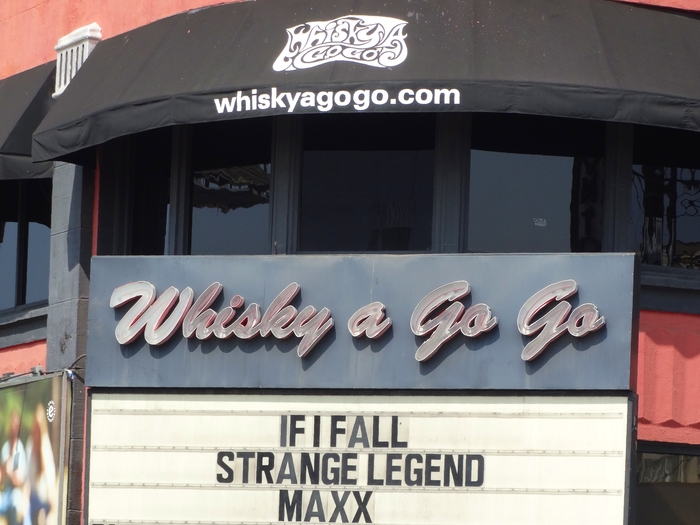 WHISKY A
GO GO
whiskyagogo.com
Whisky a Go Go
IF I FALL
STRANGE LEGEND
MAXX